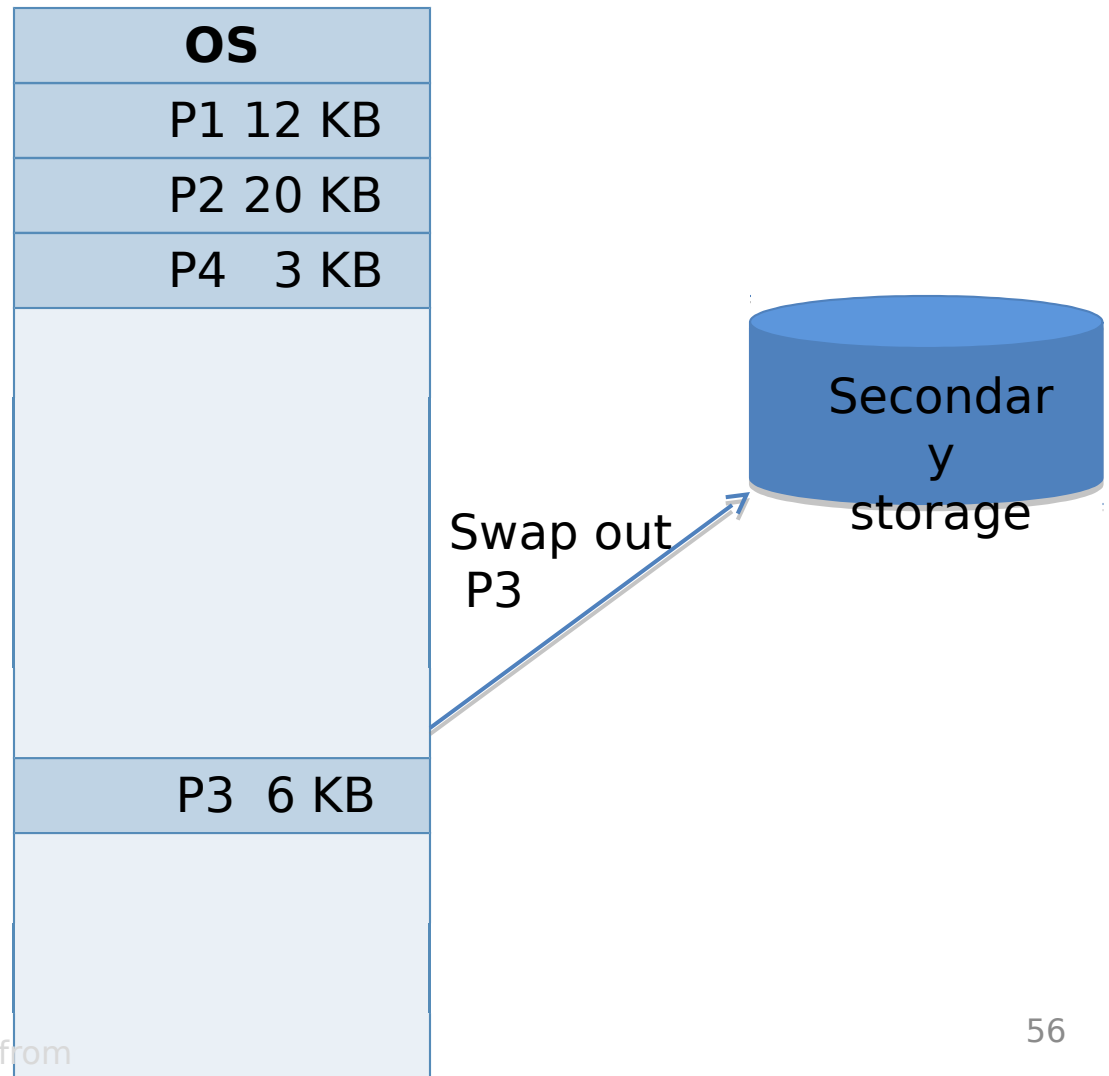 OS
P1 12 KB
P2 20 KB
P4 3 KB
Secondar
y
storage
Swap out
P3
P3 6 KB
56
from